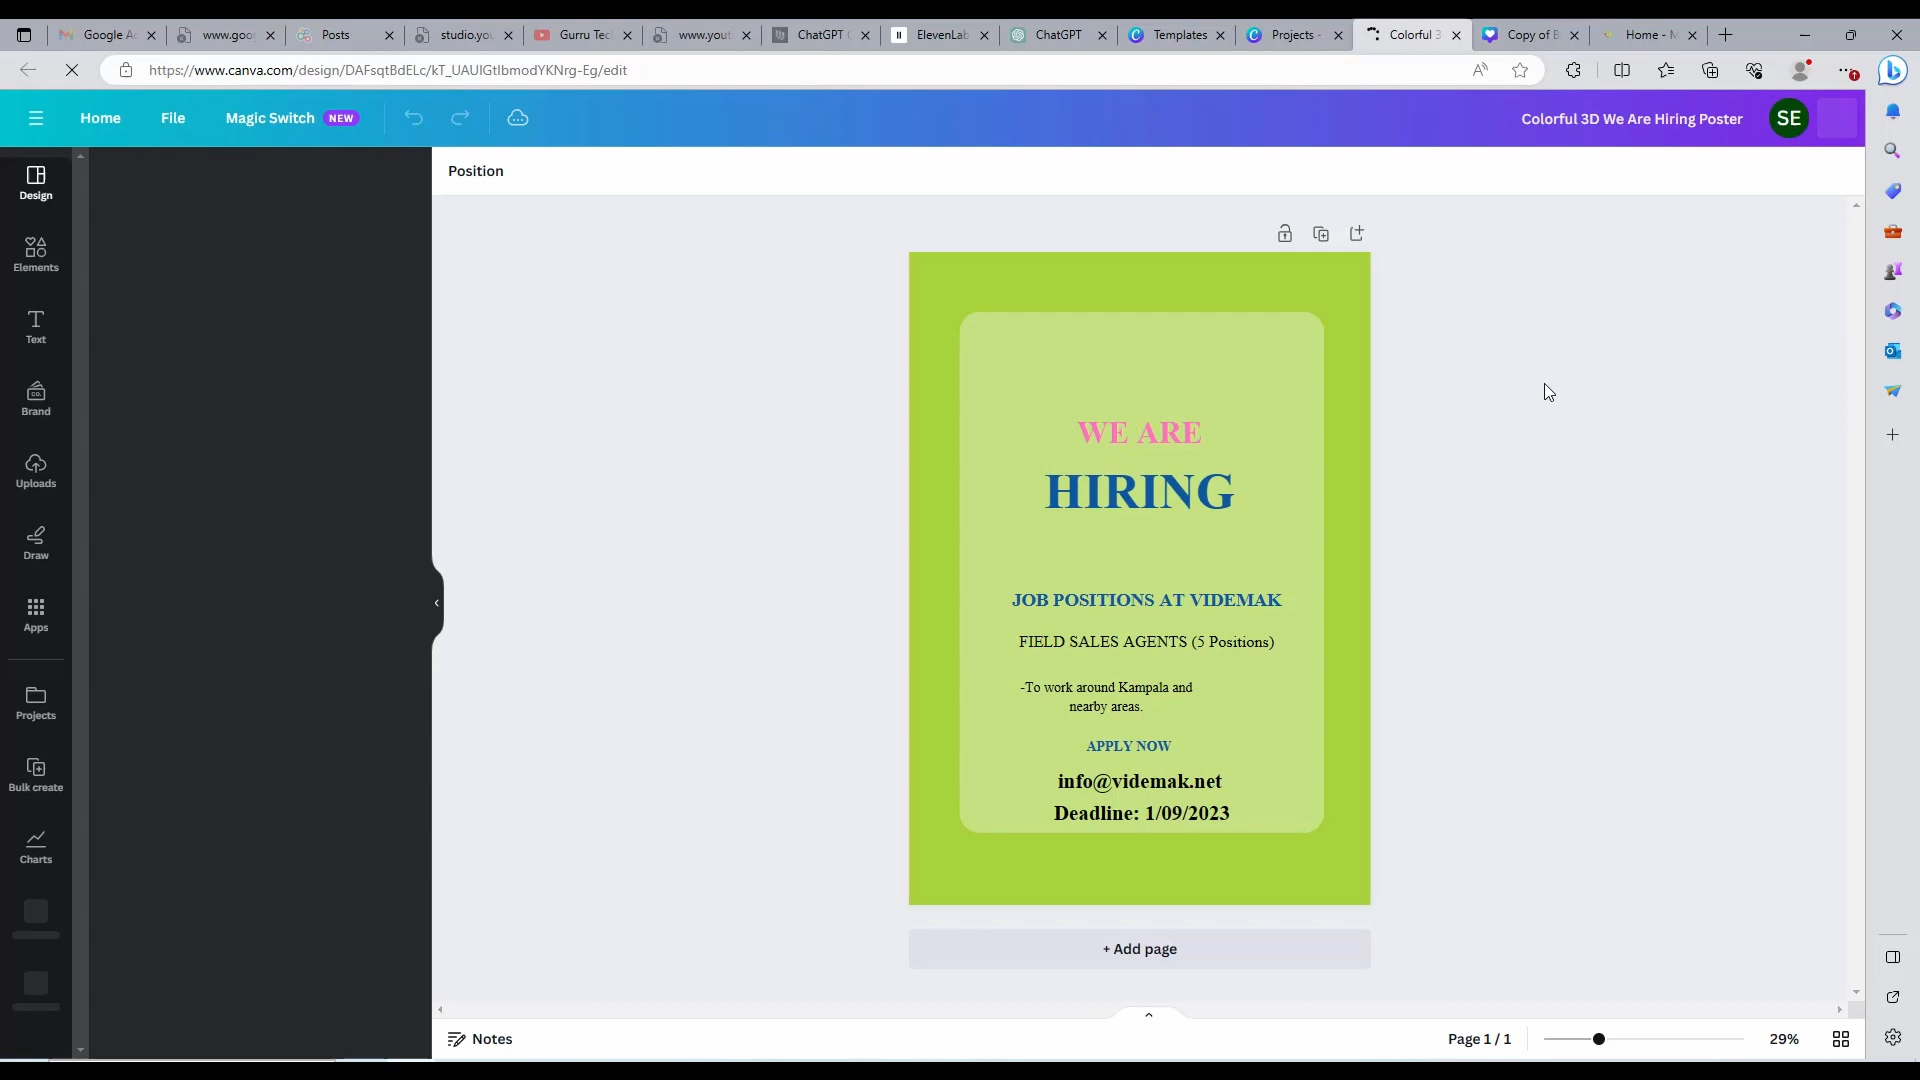 Google Ac
www.goog
Posts
studio.you
Gurru Tec
www.yout
ChatGPT
ElevenLab
ChatGPT
Templates
Projects -
Colorful 3
Copy of B
Home - M
https://www.canva.com/design/DAFsqtBdELc/kT_UAUIGtIbmodYKNrg-Eg/edit
Home
File
Magic Switch NEW
Colorful 3D We Are Hiring Poster
SE
Design
Elements
Text
Brand
Uploads
Draw
Apps
Projects
Bulk create
Charts
Position
WE ARE
HIRING
JOB POSITIONS AT VIDEMAK
FIELD SALES AGENTS (5 Positions)
-To work around Kampala and
nearby areas.
APPLY NOW
info@videmak.net
Deadline: 1/09/2023
+ Add page
Notes
Page 1 / 1
29%